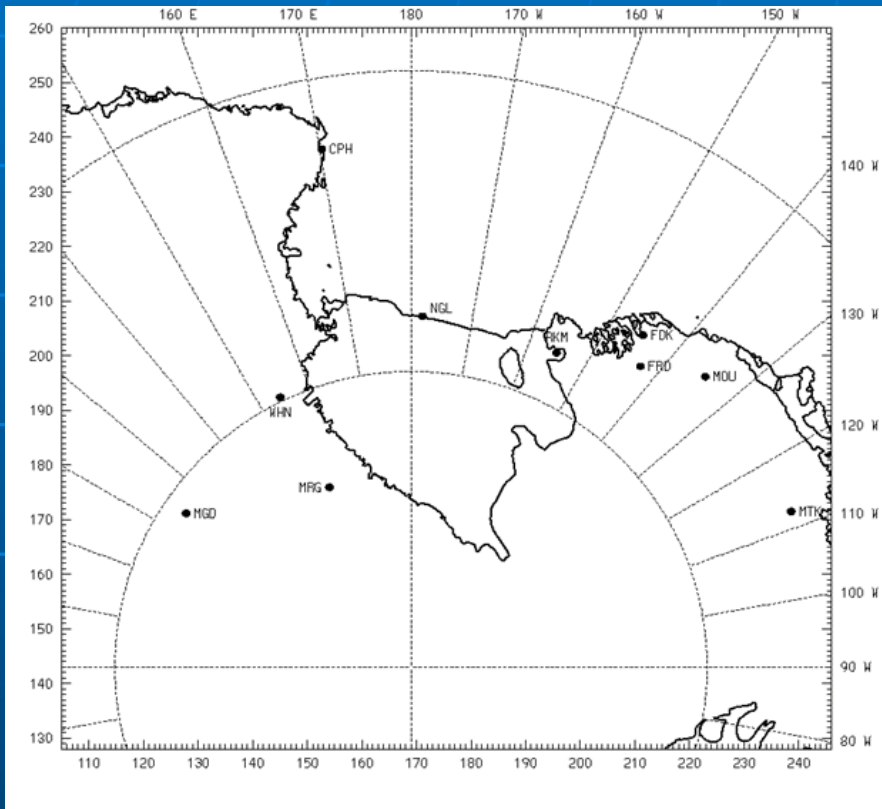 160 E 170 E 180 170 W 160 W 150 W
260
250
CPH
240
140 W
230
220
210
NGL
130 W
RKM
FDK
200
FRD
MOU
WHN
190
120 W
180
MRG
MGD
MTK
110 W
170
160
100 W
150
90 W
140
130
80 W
110 120 130 140 150 160 170 180 190 200 210 220 230 240